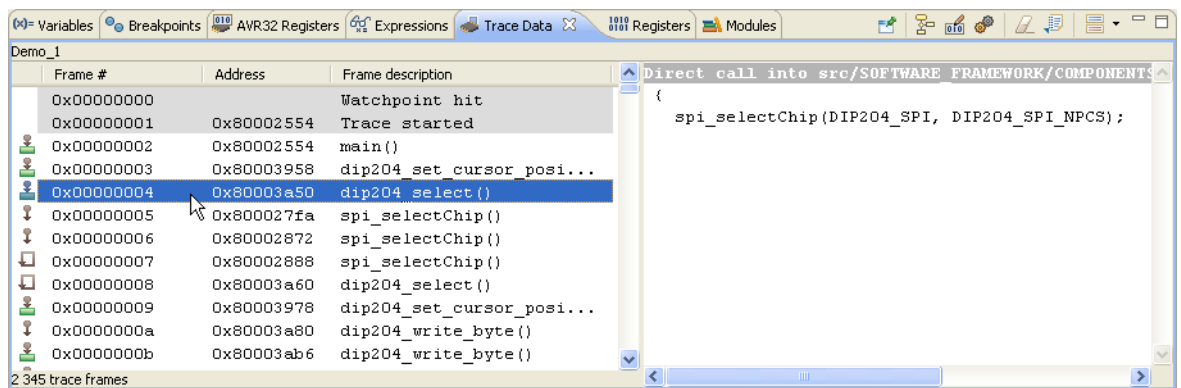 (x)= Variables Breakpoints AVR32 Registers Expressions Trace Data 1010 0101 Registers Modules
Demo_1
Frame # Address Frame description
0x00000000 Watchpoint hit
0x00000001 0x80002554 Trace started
0x00000002 0x80002554 main()
0x00000003 0x80003958 dip204_set_cursor_posi...
0x00000004 0x80003a50 dip204_select()
0x00000005 0x800027fa spi_selectChip()
0x00000006 0x80002872 spi_selectChip()
0x00000007 0x80002888 spi_selectChip()
0x00000008 0x80003a60 dip204_select()
0x00000009 0x80003978 dip204_set_cursor_posi...
0x0000000a 0x80003a80 dip204_write_byte()
0x0000000b 0x80003ab6 dip204_write_byte()
2 345 trace frames
Direct call into src/SOFTWARE_FRAMEWORK/COMPONENTS
{
spi_selectChip(DIP204_SPI, DIP204_SPI_NPCS);